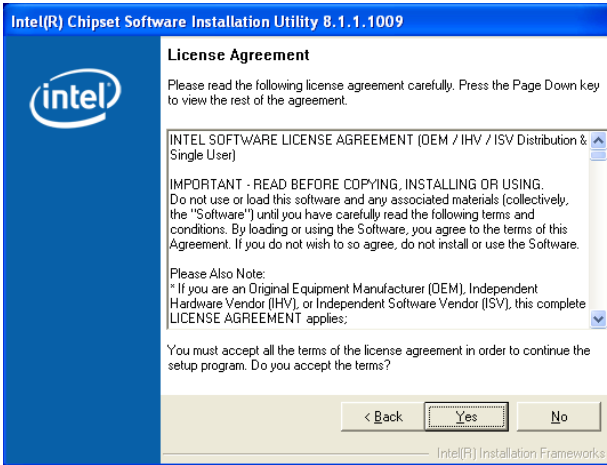 Intel(R) Chipset Software Installation Utility 8.1.1.1009
intel
License Agreement
Please read the following license agreement carefully. Press the Page Down key
to view the rest of the agreement.
INTEL SOFTWARE LICENSE AGREEMENT (OEM / IHV / ISV Distribution &
Single User)
IMPORTANT - READ BEFORE COPYING, INSTALLING OR USING.
Do not use or load this software and any associated materials (collectively,
the "Software") until you have carefully read the following terms and
conditions. By loading or using the Software, you agree to the terms of this
Agreement. If you do not wish to so agree, do not install or use the Software.
Please Also Note:
* If you are an Original Equipment Manufacturer (OEM), Independent
Hardware Vendor (IHV), or Independent Software Vendor (ISV), this complete
LICENSE AGREEMENT applies;
You must accept all the terms of the license agreement in order to continue the
setup program. Do you accept the terms?
< Back
Yes
No
Intel(R) Installation Frameworks